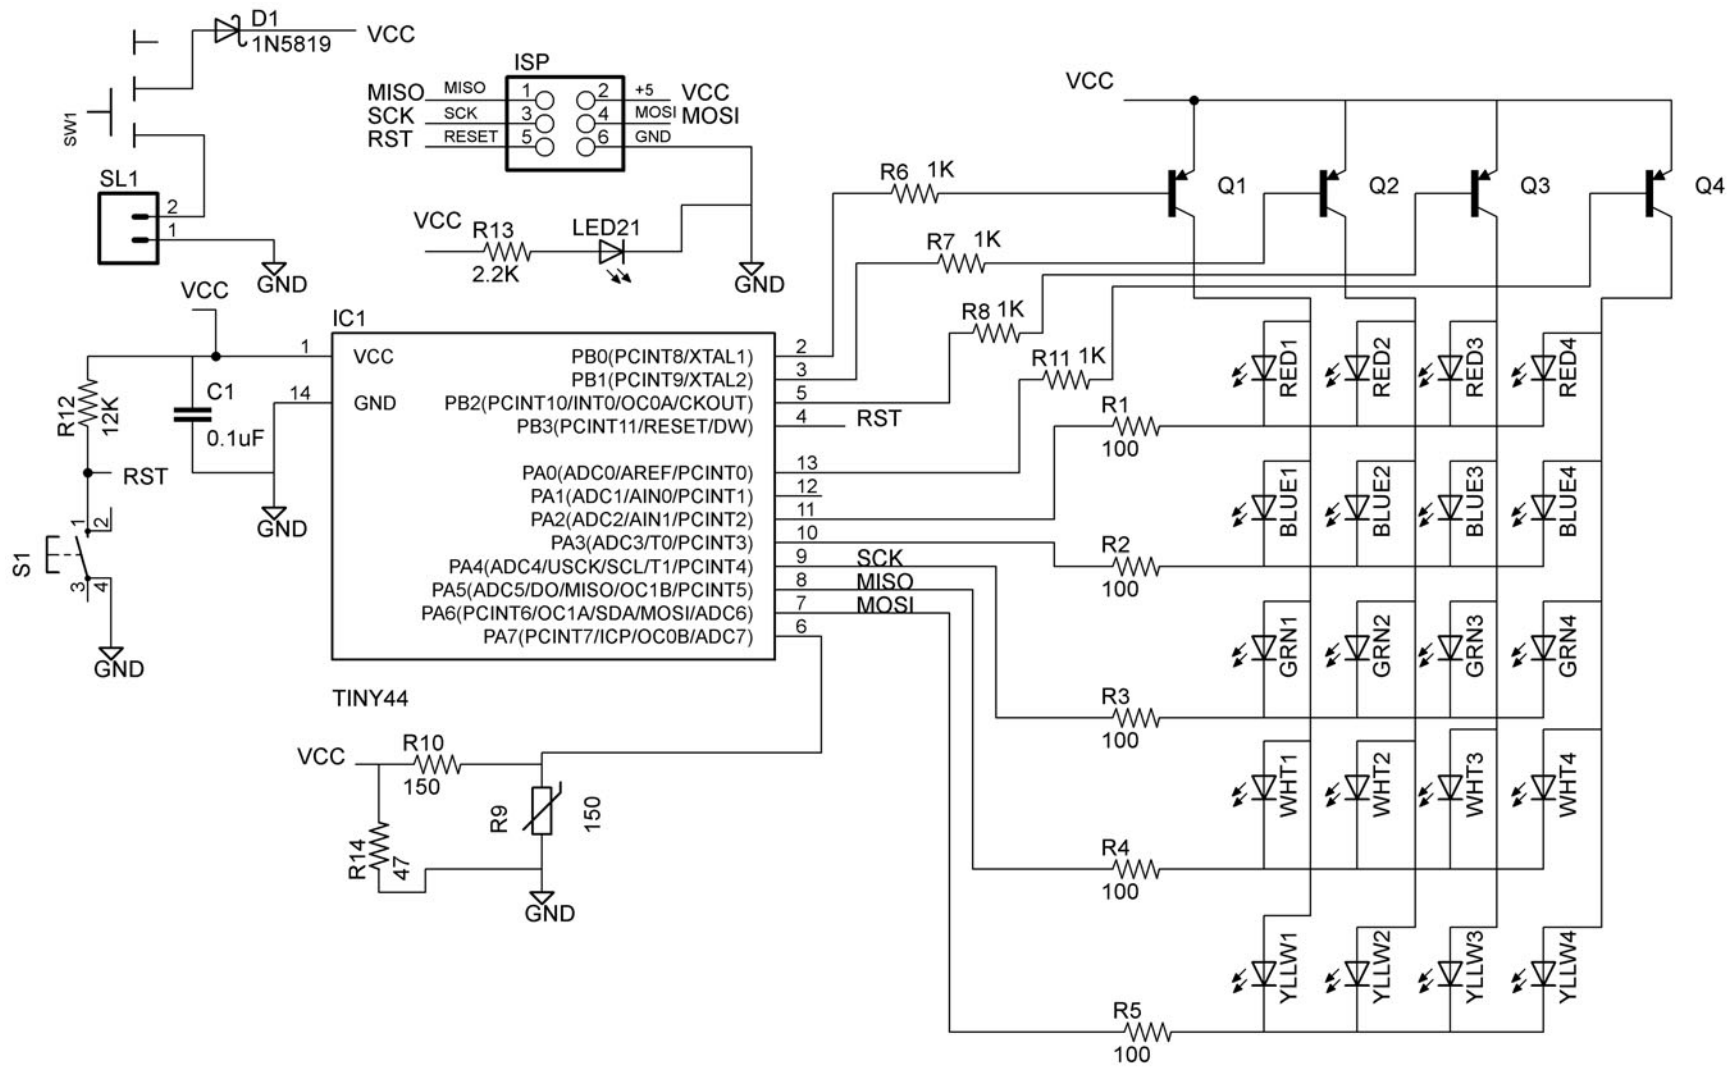 D1
VCC
1N5819
SW1
SL1
2
1
GND
ISP
MISO MISO 1 2 +5 VCC
SCK SCK 3 4 MOSI MOSI
RST RESET 5 6 GND
VCC
R13
2.2K
LED21
GND
VCC
R6 1K
R7 1K
R8 1K
R11 1K
Q1
Q2
Q3
Q4
VCC
R12
12K
C1
0.1uF
RST
GND
S1
1
2
3
4
GND
IC1
1 VCC
14 GND
PB0(PCINT8/XTAL1) 2
PB1(PCINT9/XTAL2) 3
PB2(PCINT10/INT0/OC0A/CKOUT) 5
PB3(PCINT11/RESET/DW) 4 RST
PA0(ADC0/AREF/PCINT0) 13
PA1(ADC1/AIN0/PCINT1) 12
PA2(ADC2/AIN1/PCINT2) 11
PA3(ADC3/T0/PCINT3) 10
PA4(ADC4/USCK/SCL/T1/PCINT4) 9 SCK
PA5(ADC5/DO/MISO/OC1B/PCINT5) 8 MISO
PA6(PCINT6/OC1A/SDA/MOSI/ADC6) 7 MOSI
PA7(PCINT7/ICP/OC0B/ADC7) 6
TINY44
VCC
R10
150
R14
47
R9
150
GND
RED1
RED2
RED3
RED4
R1
100
BLUE1
BLUE2
BLUE3
BLUE4
R2
100
GRN1
GRN2
GRN3
GRN4
R3
100
WHT1
WHT2
WHT3
WHT4
R4
100
YLLW1
YLLW2
YLLW3
YLLW4
R5
100